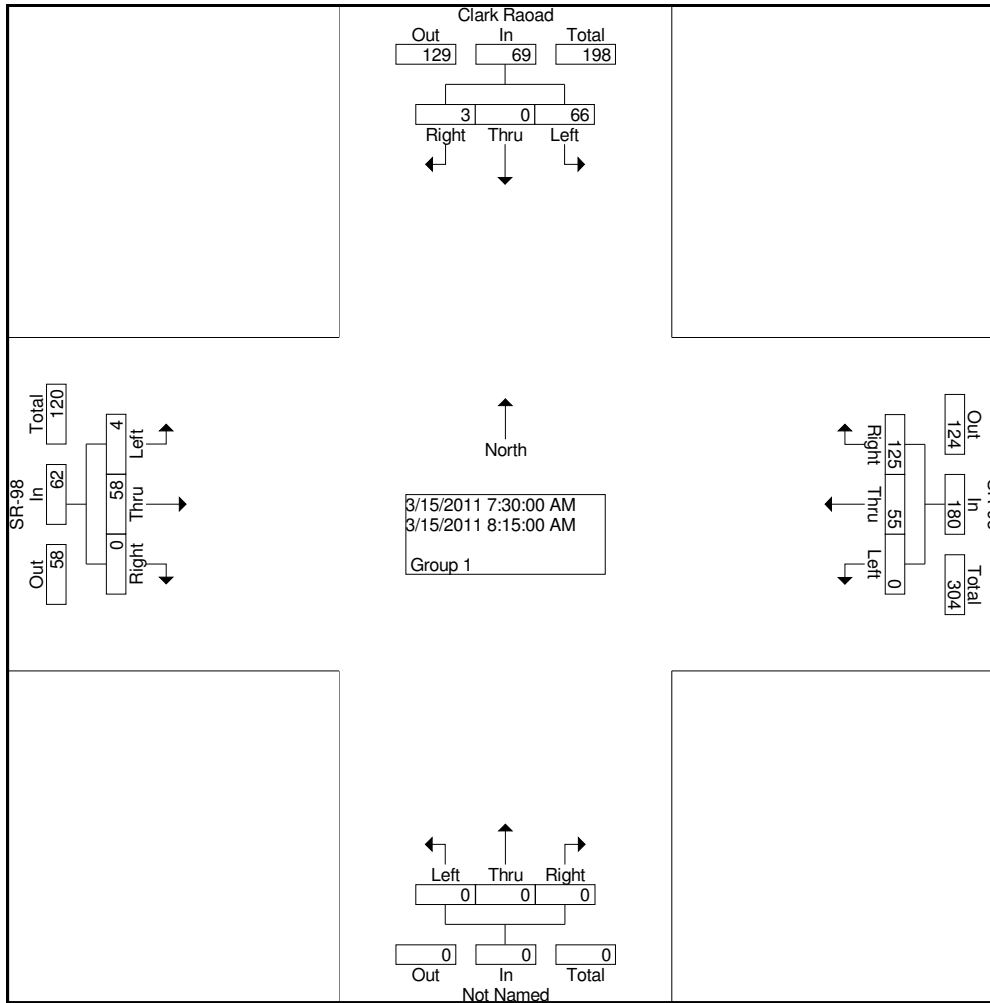 Clark Raoad
Out In Total
129 69 198
3 0 66
Right Thru Left
Total 120
In 62
Out 58
SR-98
4 58 0
Left Thru Right
North
3/15/2011 7:30:00 AM
3/15/2011 8:15:00 AM
Group 1
Right Thru Left
125 55 0
Out 124
In 180
Total 304
Left Thru Right
0 0 0
0 0 0
Out In Total
Not Named